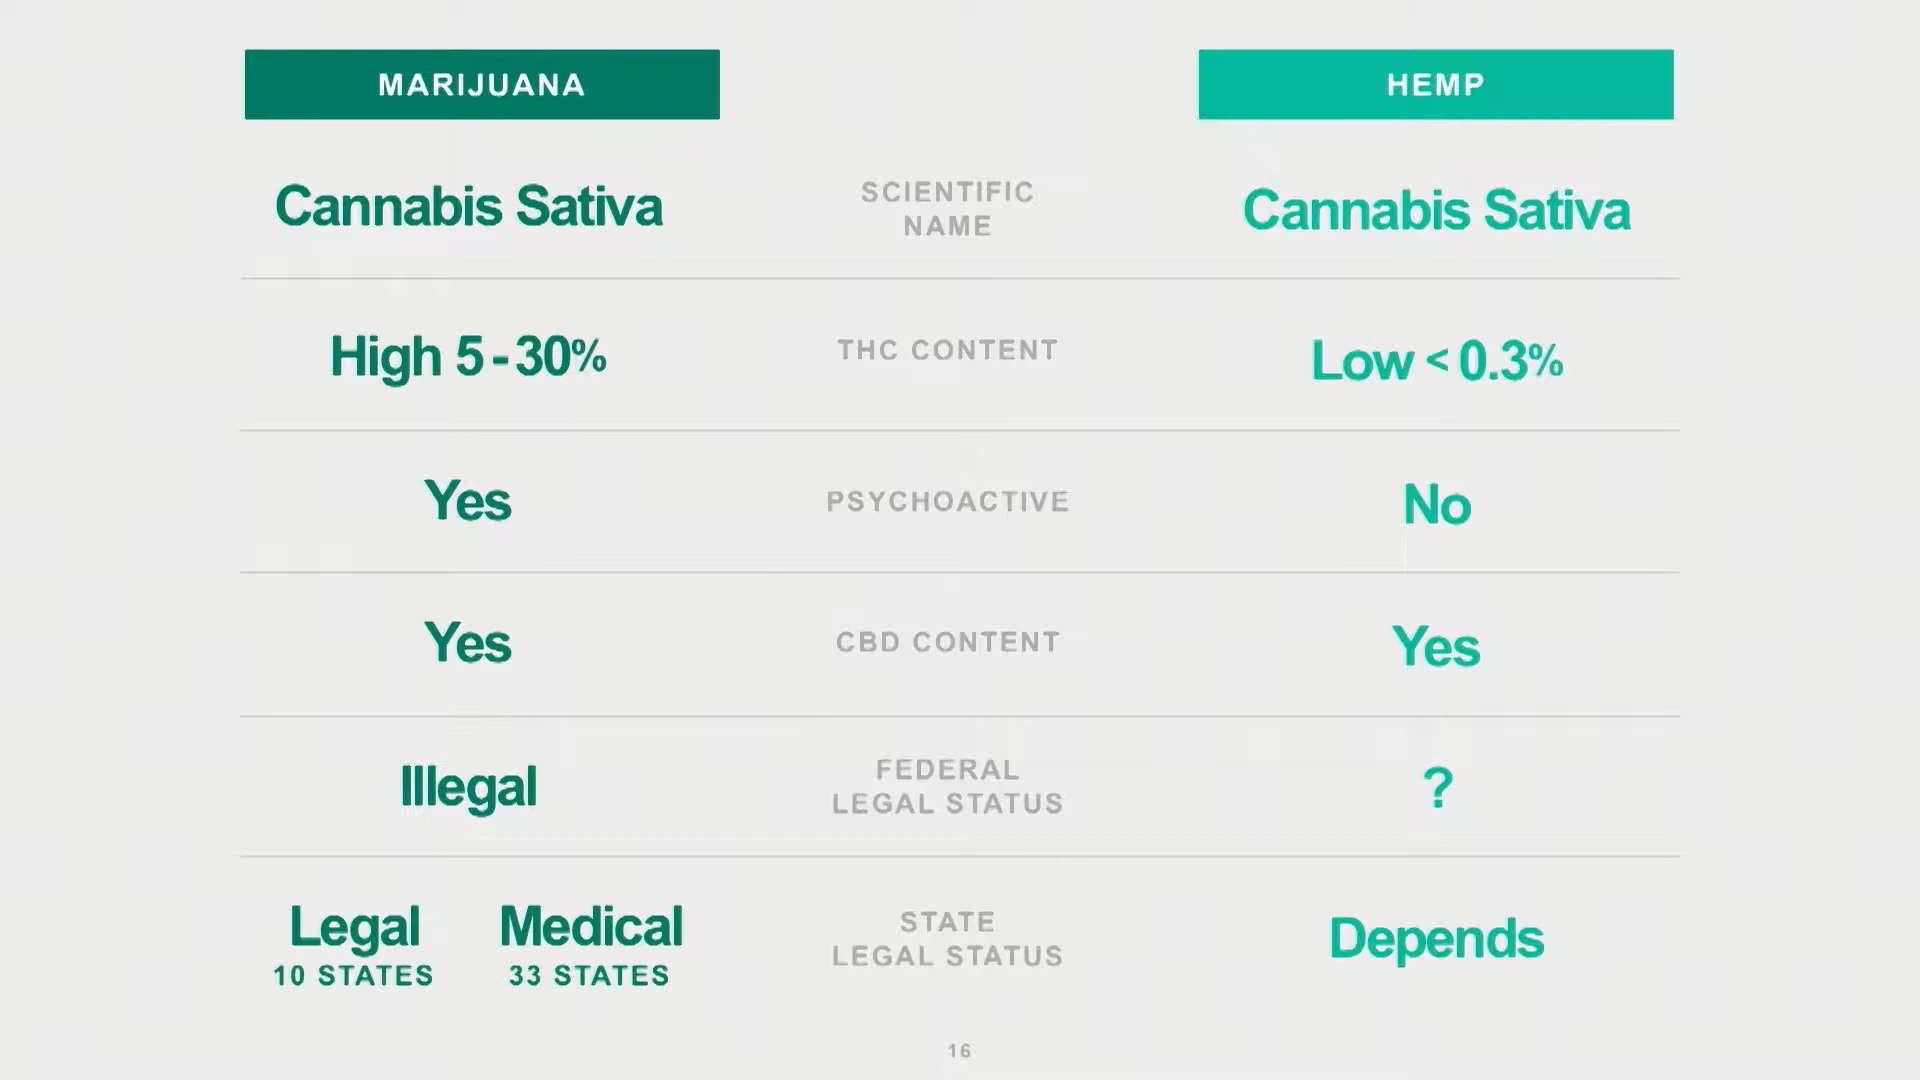 MARIJUANA
HEMP
Cannabis Sativa
SCIENTIFIC
NAME
Cannabis Sativa
High 5-30%
THC CONTENT
Low < 0.3%
Yes
PSYCHOACTIVE
No
Yes
CBD CONTENT
Yes
Illegal
FEDERAL
LEGAL STATUS
?
Legal
10 STATES
Medical
33 STATES
STATE
LEGAL STATUS
Depends
16